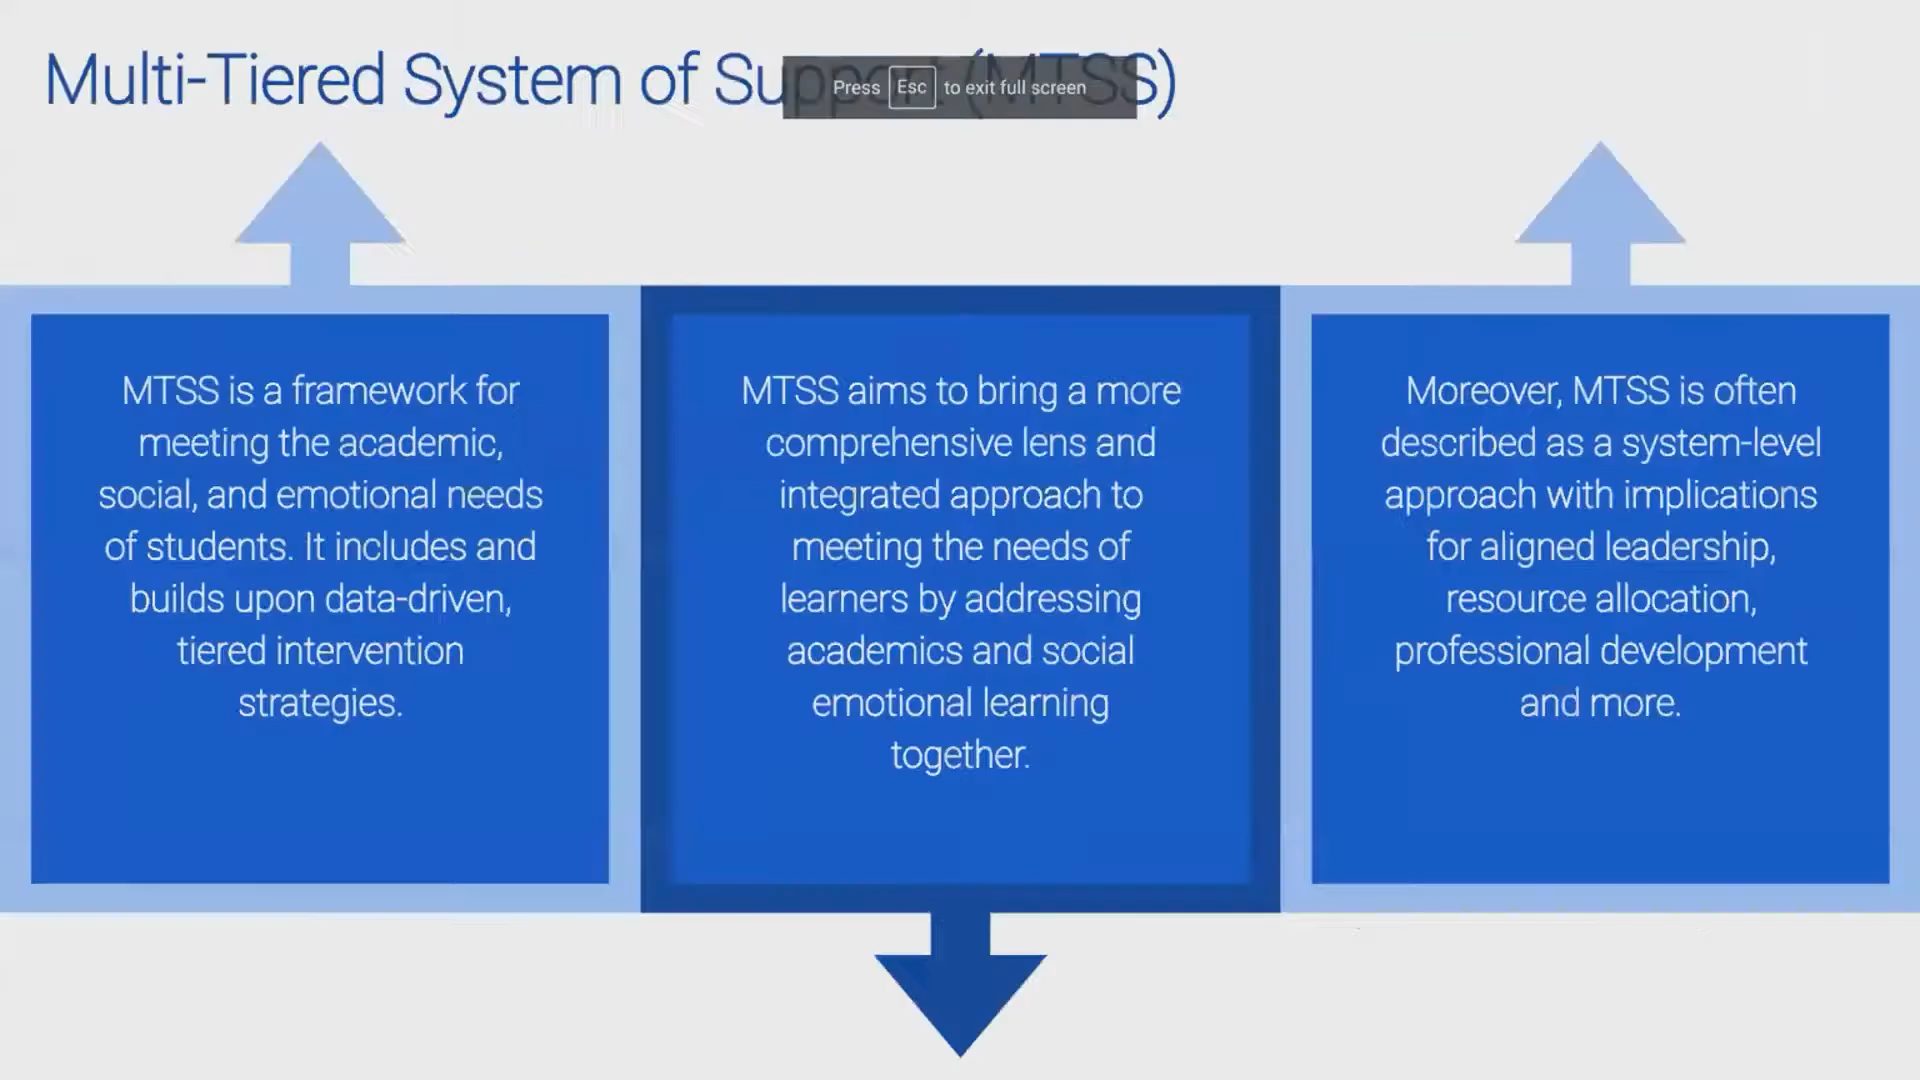 Multi-Tiered System of Support (MTSS)
Press Esc to exit full screen
MTSS is a framework for
meeting the academic,
social, and emotional needs
of students. It includes and
builds upon data-driven,
tiered intervention
strategies.
MTSS aims to bring a more
comprehensive lens and
integrated approach to
meeting the needs of
learners by addressing
academics and social
emotional learning
together.
Moreover, MTSS is often
described as a system-level
approach with implications
for aligned leadership,
resource allocation,
professional development
and more.